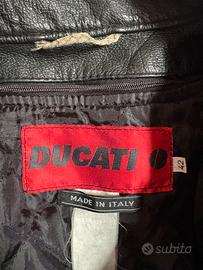 DUCATI
42
MADE IN ITALY
subito